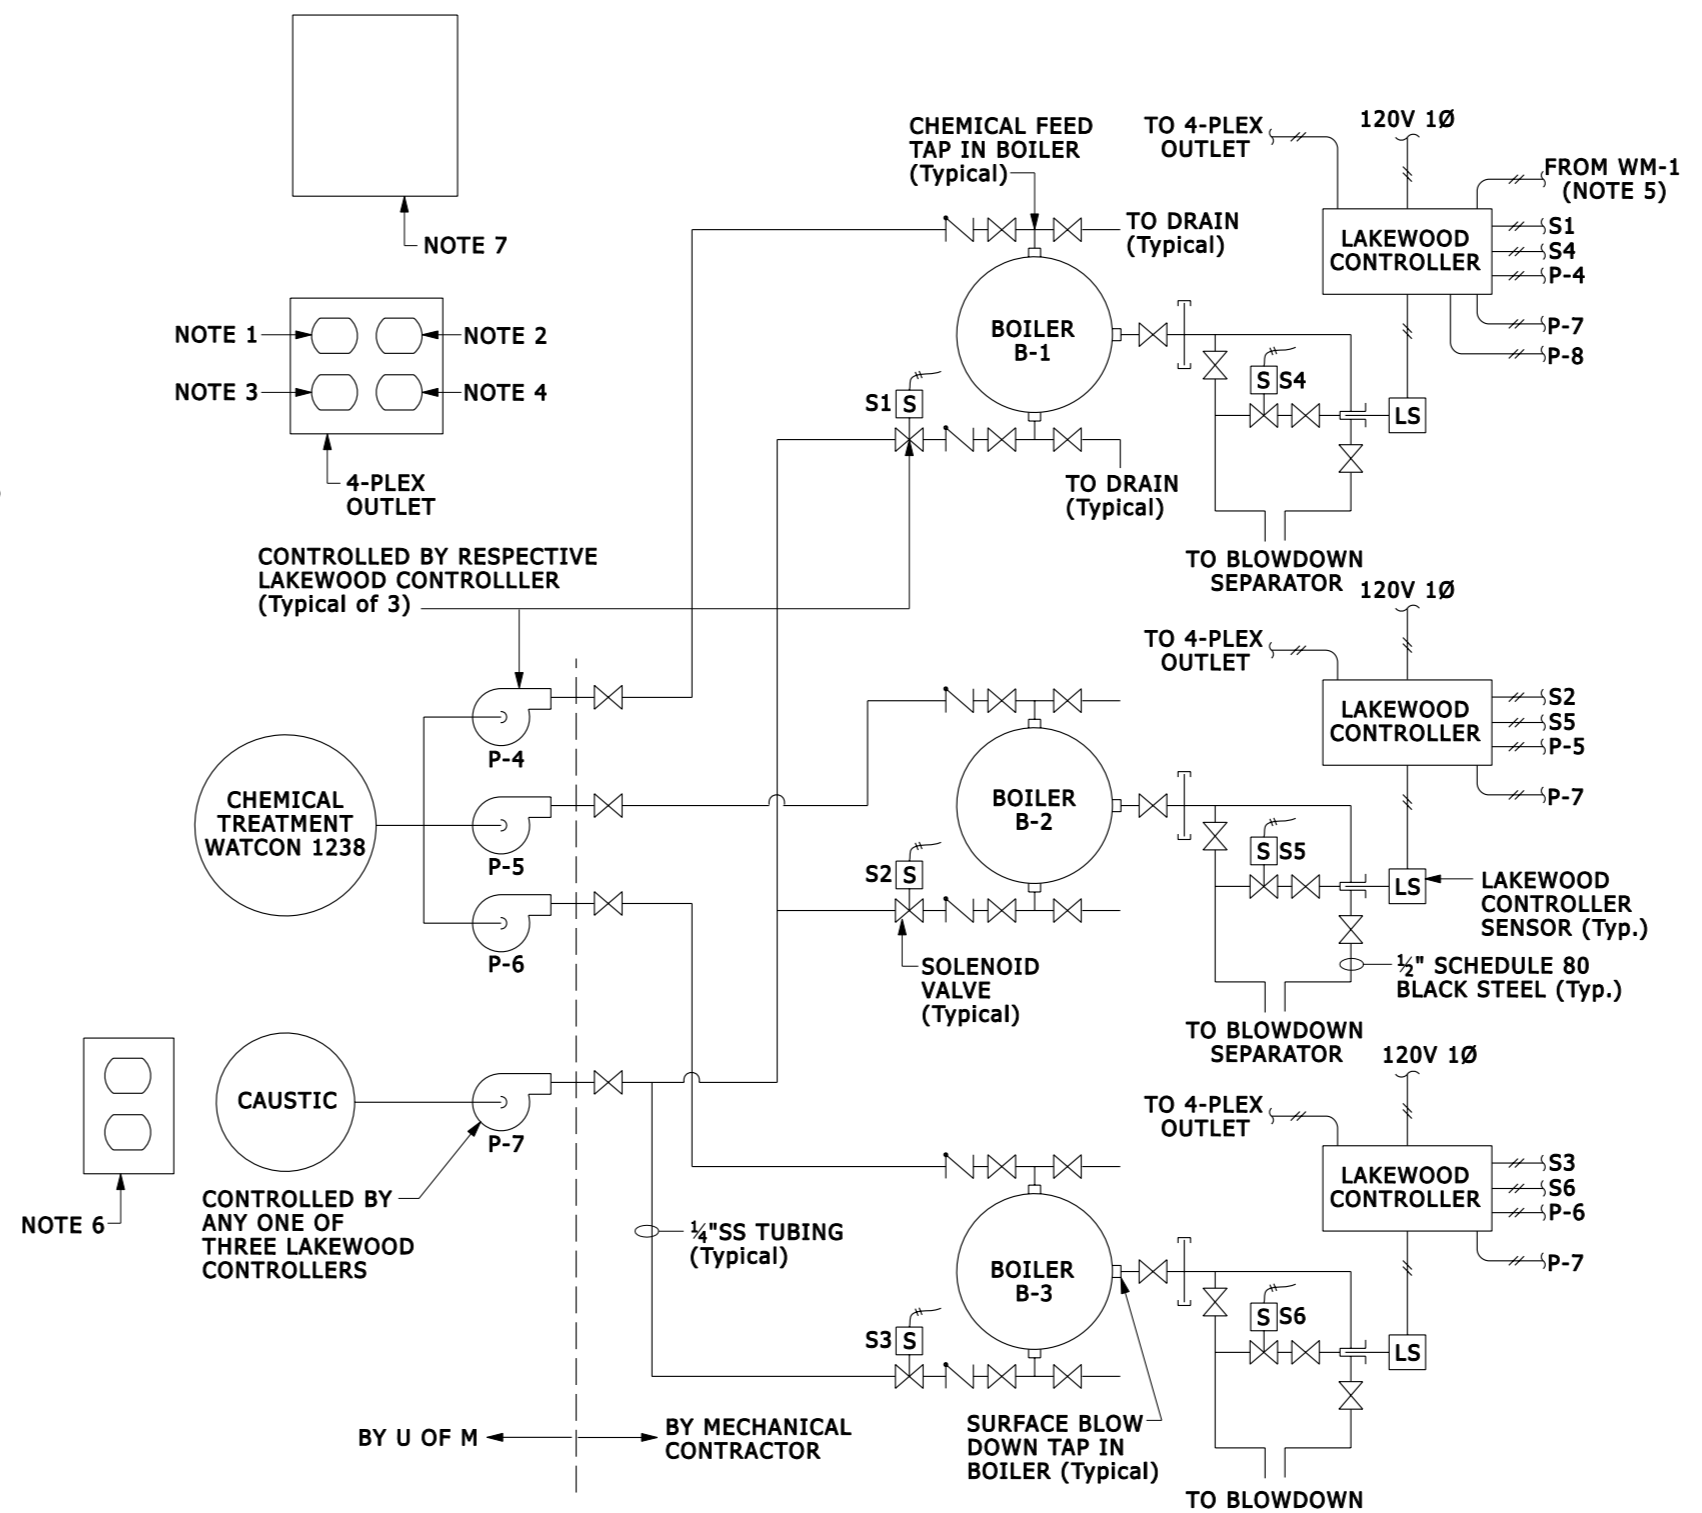 NOTE 7
NOTE 1
NOTE 2
NOTE 3
NOTE 4
4-PLEX
OUTLET
CONTROLLED BY RESPECTIVE
LAKEWOOD CONTROLLLER
(Typical of 3)
CHEMICAL FEED
TAP IN BOILER
(Typical)
TO DRAIN
(Typical)
BOILER
B-1
S1
S
TO DRAIN
(Typical)
S
S4
LS
TO BLOWDOWN
SEPARATOR
TO 4-PLEX
OUTLET
120V 1Ø
FROM WM-1
(NOTE 5)
LAKEWOOD
CONTROLLER
S1
S4
P-4
P-7
P-8
CHEMICAL
TREATMENT
WATCON 1238
P-4
P-5
P-6
BOILER
B-2
S2
S
SOLENOID
VALVE
(Typical)
S
S5
LS
TO BLOWDOWN
SEPARATOR
120V 1Ø
TO 4-PLEX
OUTLET
LAKEWOOD
CONTROLLER
S2
S5
P-5
P-7
LAKEWOOD
CONTROLLER
SENSOR (Typ.)
½" SCHEDULE 80
BLACK STEEL (Typ.)
CAUSTIC
P-7
NOTE 6
CONTROLLED BY
ANY ONE OF
THREE LAKEWOOD
CONTROLLERS
¼"SS TUBING
(Typical)
BOILER
B-3
S3
S
SURFACE BLOW
DOWN TAP IN
BOILER (Typical)
S
S6
LS
TO BLOWDOWN
120V 1Ø
TO 4-PLEX
OUTLET
LAKEWOOD
CONTROLLER
S3
S6
P-6
P-7
BY U OF M
BY MECHANICAL
CONTRACTOR